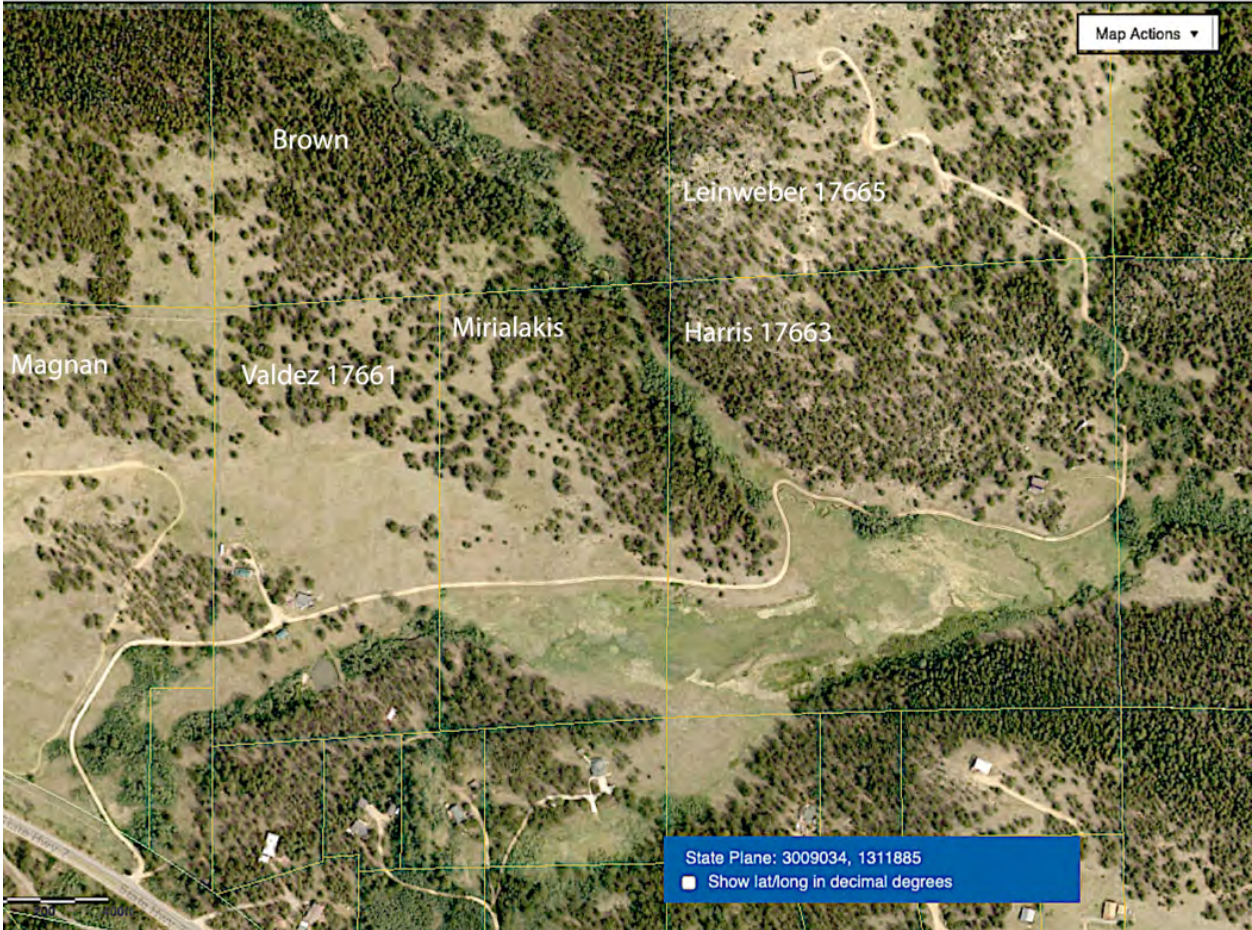 Map Actions ▼
Brown
Leinweber 17665
Mirialakis
Harris 17663
Magnan
Valdez 17661
State Plane: 3009034, 1311885
Show lat/long in decimal degrees